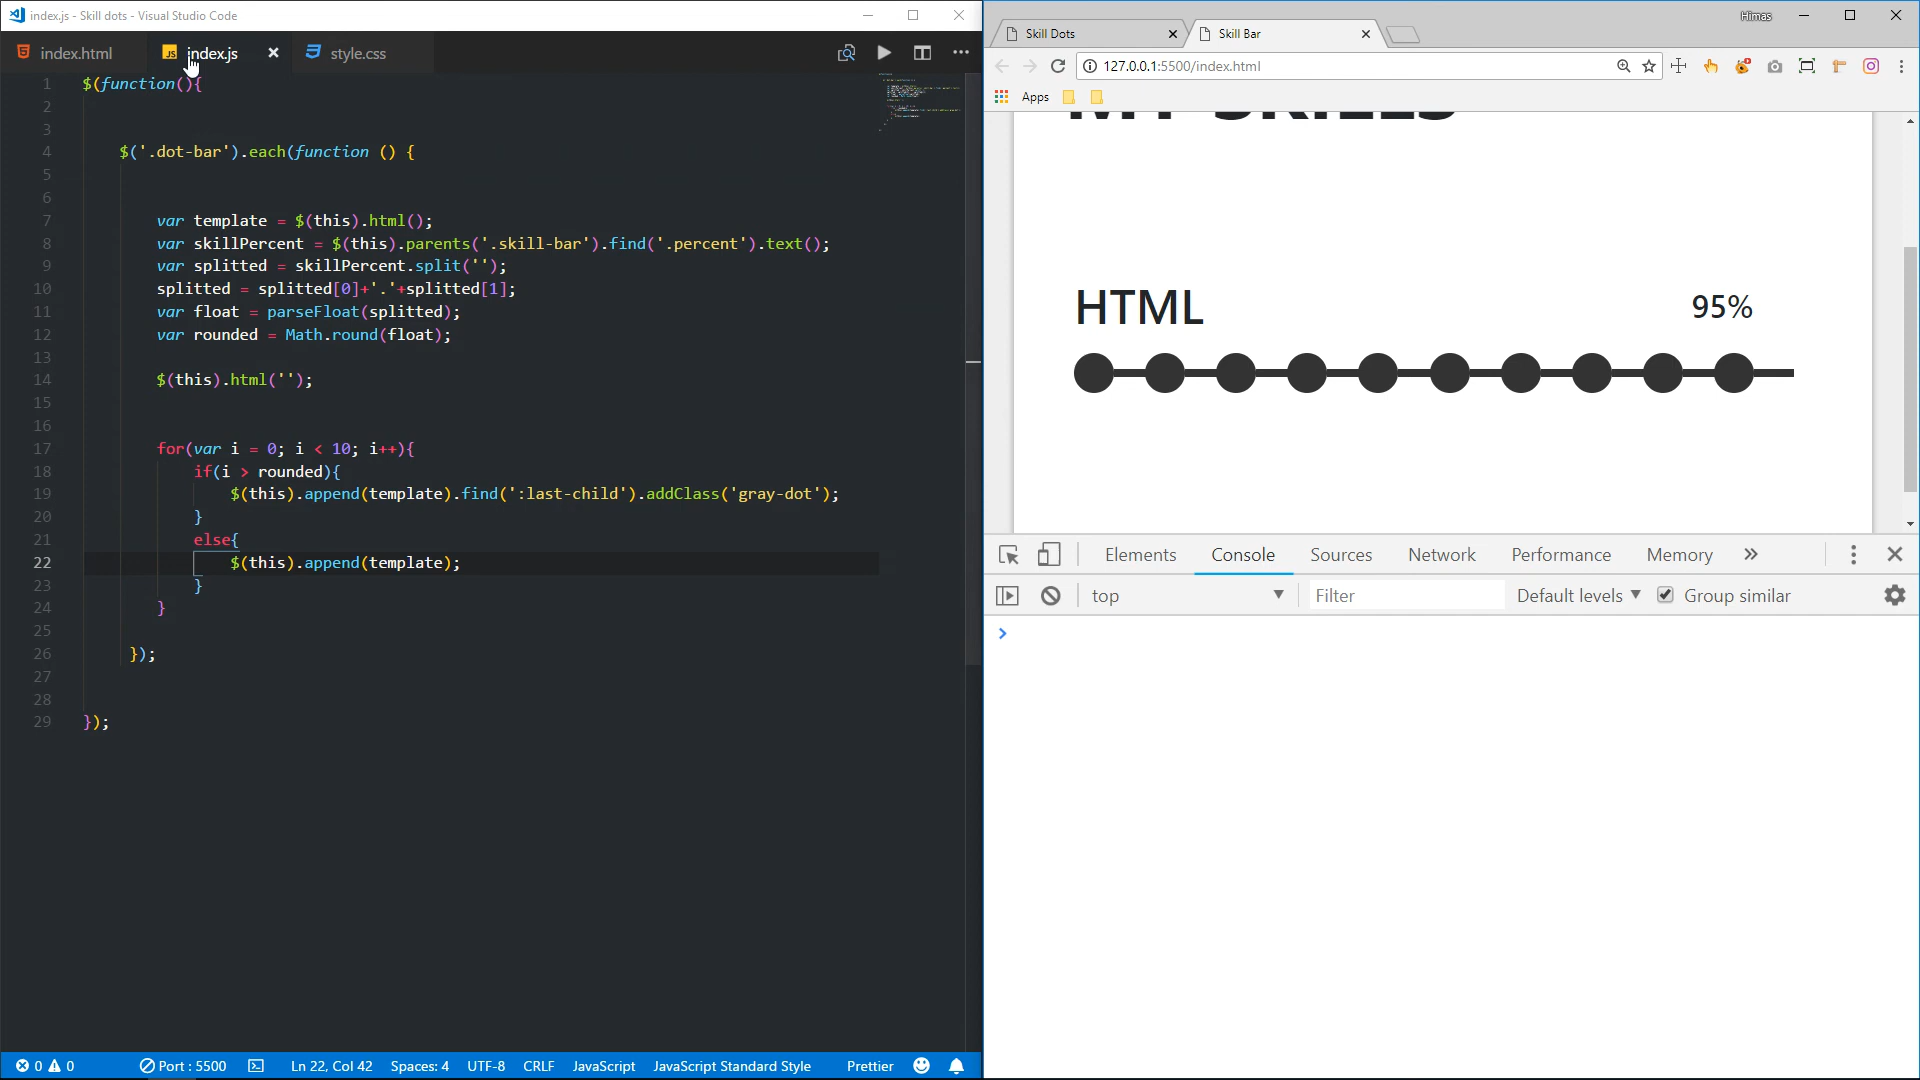 index.js - Skill dots - Visual Studio Code
index.html
JS index.js
style.css
1 $(function(){
2
3
4 $('.dot-bar').each(function () {
5
6
7 var template = $(this).html();
8 var skillPercent = $(this).parents('.skill-bar').find('.percent').text();
9 var splitted = skillPercent.split('');
10 splitted = splitted[0]+'.'+splitted[1];
11 var float = parseFloat(splitted);
12 var rounded = Math.round(float);
13
14 $(this).html('');
15
16
17 for(var i = 0; i < 10; i++){
18 if(i > rounded){
19 $(this).append(template).find(':last-child').addClass('gray-dot');
20 }
21 else{
22 $(this).append(template);
23 }
24 }
25
26 });
27
28
29 });
0 0 Port : 5500 Ln 22, Col 42 Spaces: 4 UTF-8 CRLF JavaScript JavaScript Standard Style Prettier
Himas
Skill Dots
Skill Bar
127.0.0.1:5500/index.html
Apps
MY SKILLS
HTML 95%
Elements Console Sources Network Performance Memory »
top Filter Default levels Group similar